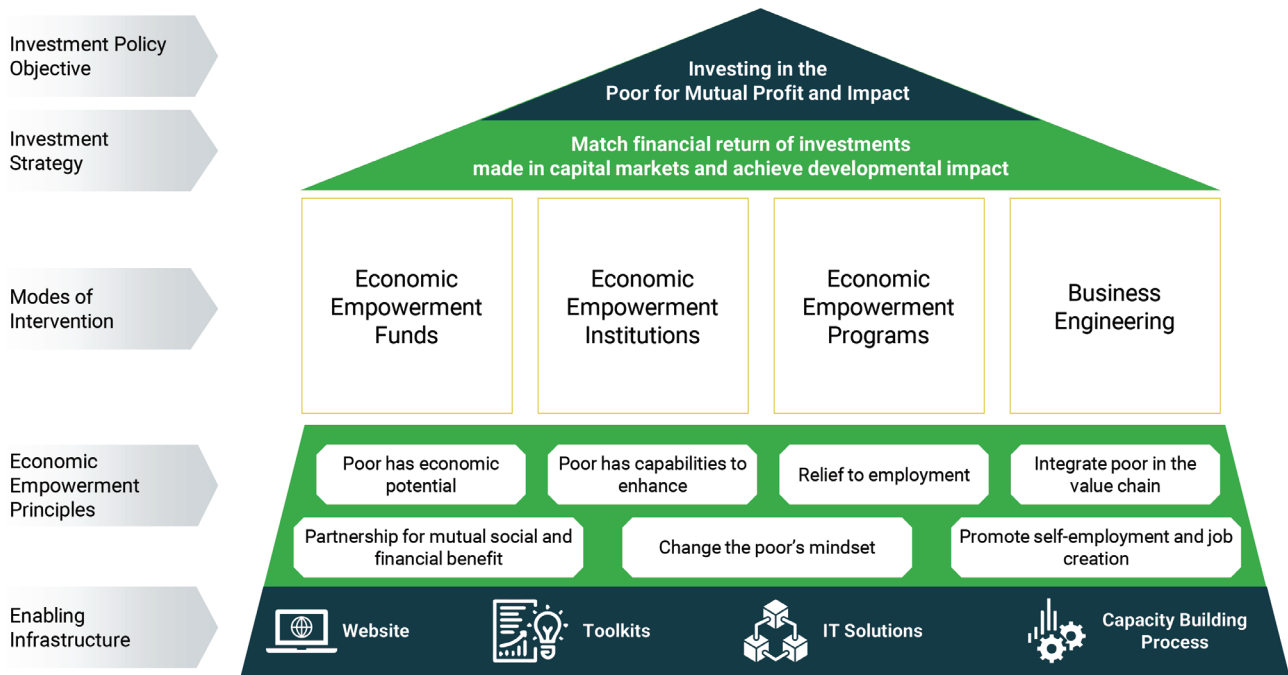 Investment Policy
Objective
Investing in the
Poor for Mutual Profit and Impact
Investment
Strategy
Match financial return of investments
made in capital markets and achieve developmental impact
Modes of
Intervention
Economic
Empowerment
Funds
Economic
Empowerment
Institutions
Economic
Empowerment
Programs
Business
Engineering
Economic
Empowerment
Principles
Poor has economic
potential
Poor has capabilities to
enhance
Relief to employment
Integrate poor in the
value chain
Partnership for mutual social and
financial benefit
Change the poor's mindset
Promote self-employment and job
creation
Enabling
Infrastructure
Website
Toolkits
IT Solutions
Capacity Building
Process